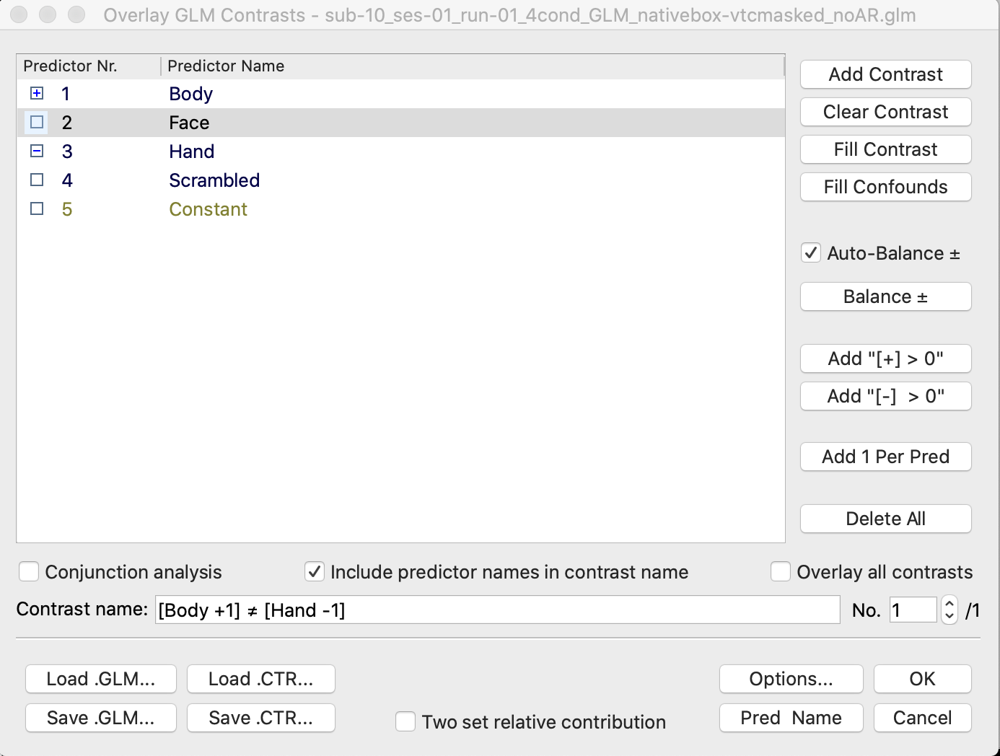 Overlay GLM Contrasts - sub-10_ses-01_run-01_4cond_GLM_nativebox-vtcmasked_noAR.glm
Predictor Nr. Predictor Name
1 Body
2 Face
3 Hand
4 Scrambled
5 Constant
Add Contrast
Clear Contrast
Fill Contrast
Fill Confounds
Auto-Balance ±
Balance ±
Add "[+] > 0"
Add "[-]  > 0"
Add 1 Per Pred
Delete All
Conjunction analysis Include predictor names in contrast name Overlay all contrasts
Contrast name: [Body +1] ≠ [Hand -1] No. 1 /1
Load .GLM... Load .CTR... Options... OK
Save .GLM... Save .CTR... Two set relative contribution Pred  Name Cancel